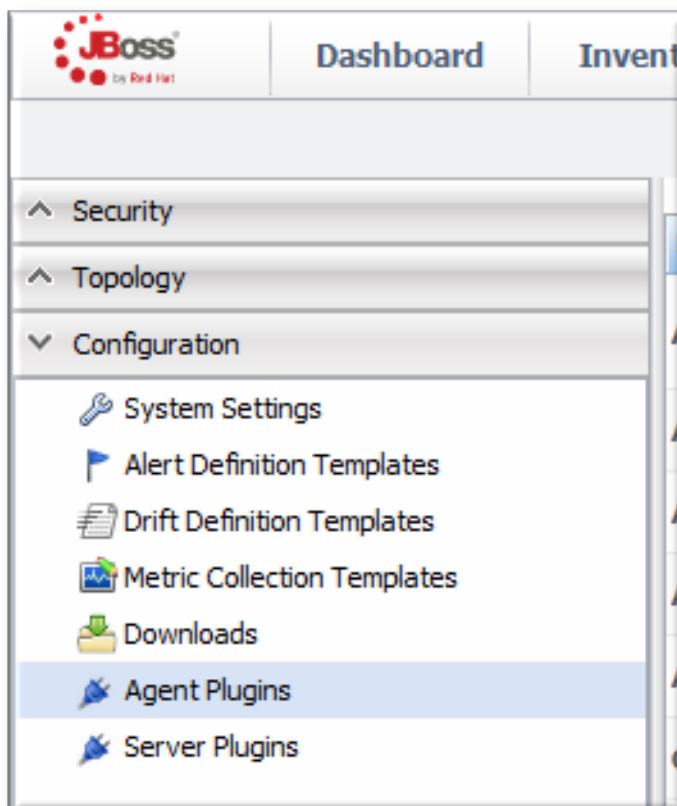 JBoss
by Red Hat
Dashboard
Invent
Security
Topology
Configuration
System Settings
Alert Definition Templates
Drift Definition Templates
Metric Collection Templates
Downloads
Agent Plugins
Server Plugins